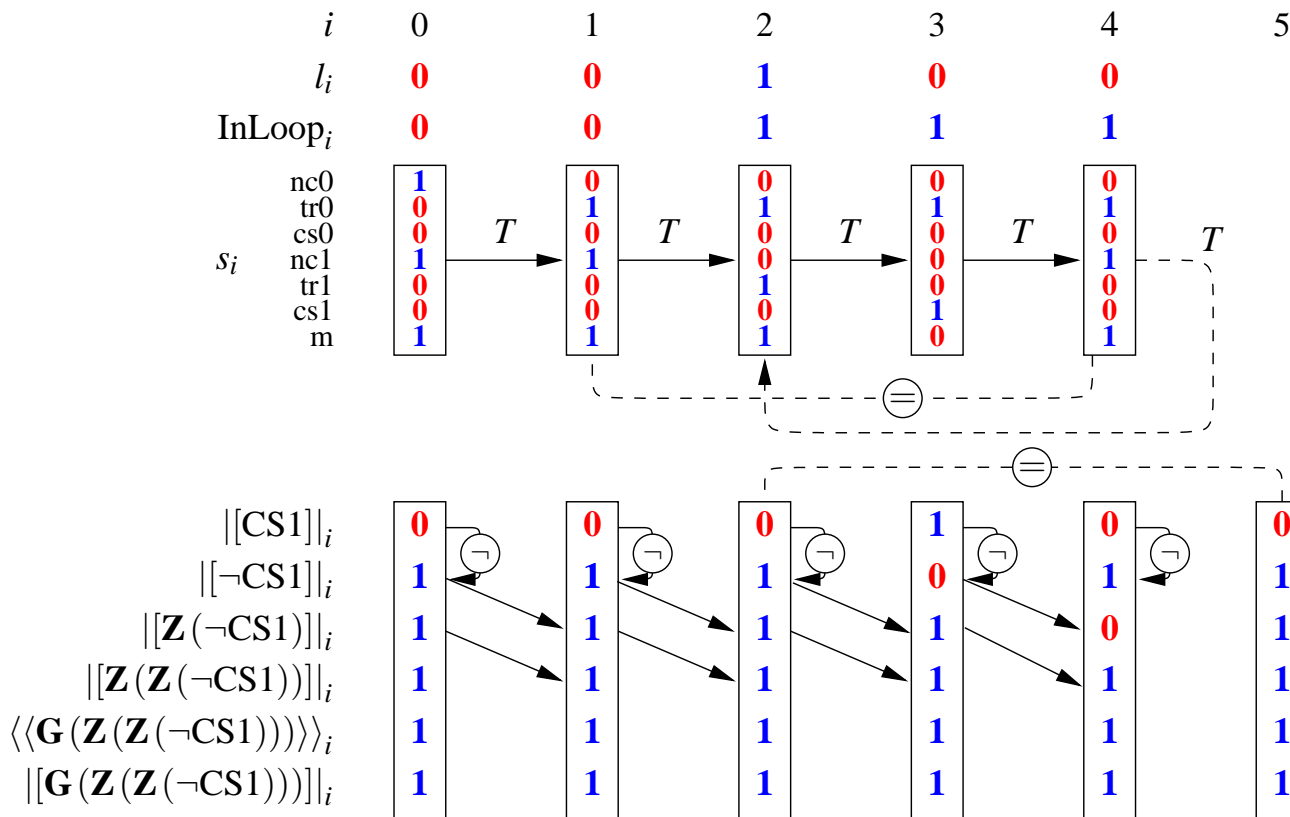 i 0 1 2 3 4 5
l_i 0 0 1 0 0
InLoop_i 0 0 1 1 1
nc0 1 0 0 0 0
tr0 0 1 1 1 1
T T T T T
cs0 0 0 0 0 0
s_i nc1 1 1 0 0 1
tr1 0 0 1 0 0
cs1 0 0 0 1 0
m 1 1 1 0 1
=
=
|[CS1]|_i 0 0 0 1 0 0
¬ ¬ ¬ ¬ ¬
|[¬CS1]|_i 1 1 1 0 1 1
|[Z(¬CS1)]|_i 1 1 1 1 0 1
|[Z(Z(¬CS1))]|_i 1 1 1 1 1 1
⟨⟨G(Z(Z(¬CS1)))⟩⟩_i 1 1 1 1 1 1
|[G(Z(Z(¬CS1)))]|_i 1 1 1 1 1 1